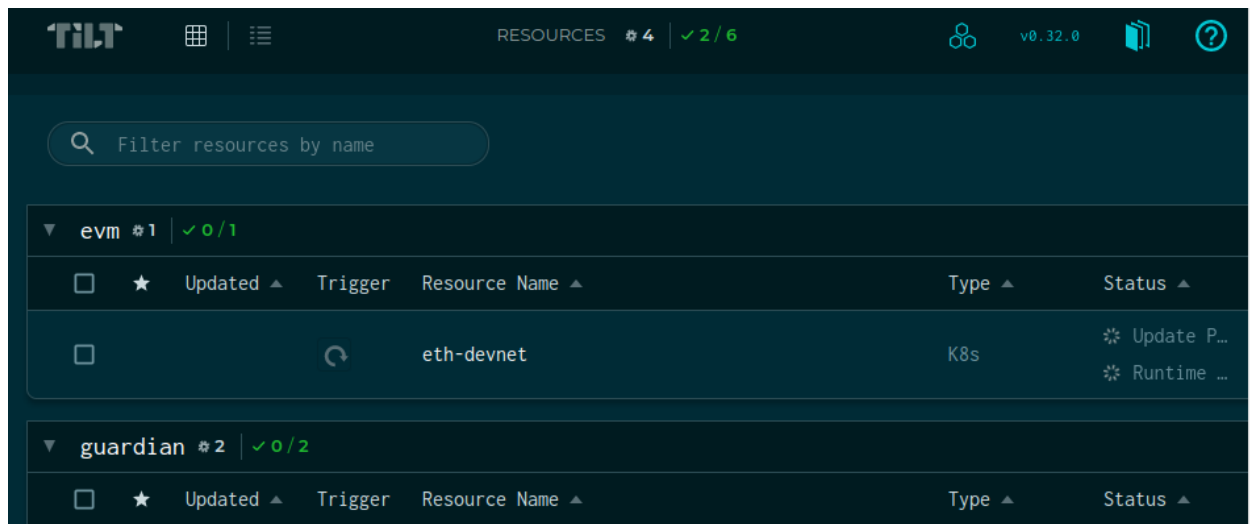 TILT RESOURCES 4 2/6 v0.32.0 ?
Filter resources by name
evm 1 0/1
Updated Trigger Resource Name Type Status
eth-devnet K8s Update P…
Runtime …
guardian 2 0/2
Updated Trigger Resource Name Type Status